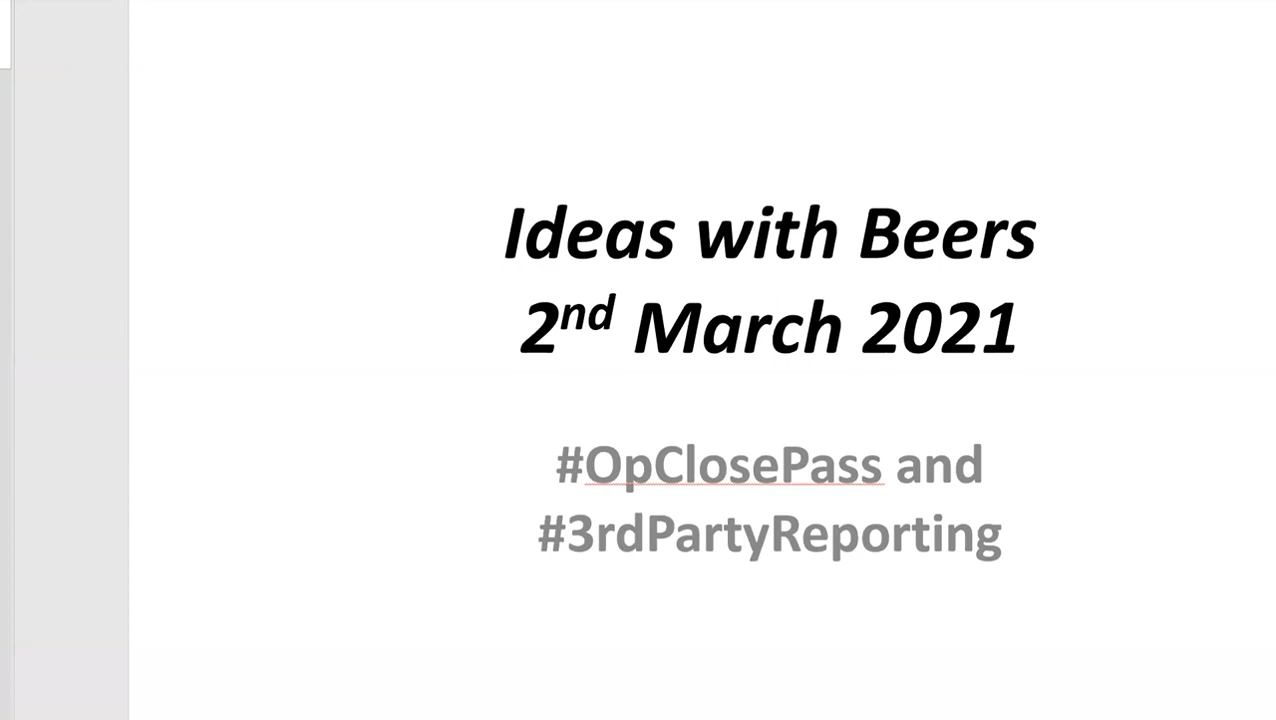 Ideas with Beers
2nd March 2021
#OpClosePass and
#3rdPartyReporting